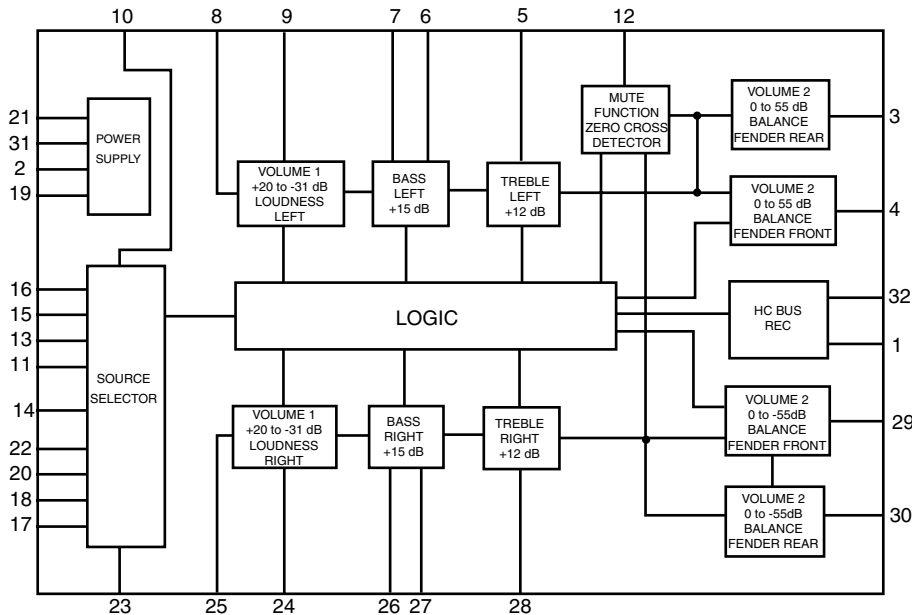 10
8
9
7
6
5
12
21
31
2
19
POWER
SUPPLY
MUTE
FUNCTION
ZERO CROSS
DETECTOR
VOLUME 2
0 to 55 dB
BALANCE
FENDER REAR
3
VOLUME 1
+20 to -31 dB
LOUDNESS
LEFT
BASS
LEFT
+15 dB
TREBLE
LEFT
+12 dB
VOLUME 2
0 to 55 dB
BALANCE
FENDER FRONT
4
16
15
13
11
14
22
20
18
17
SOURCE
SELECTOR
LOGIC
HC BUS
REC
32
1
VOLUME 1
+20 to -31 dB
LOUDNESS
RIGHT
BASS
RIGHT
+15 dB
TREBLE
RIGHT
+12 dB
VOLUME 2
0 to -55dB
BALANCE
FENDER FRONT
29
VOLUME 2
0 to -55dB
BALANCE
FENDER REAR
30
23
25
24
26
27
28